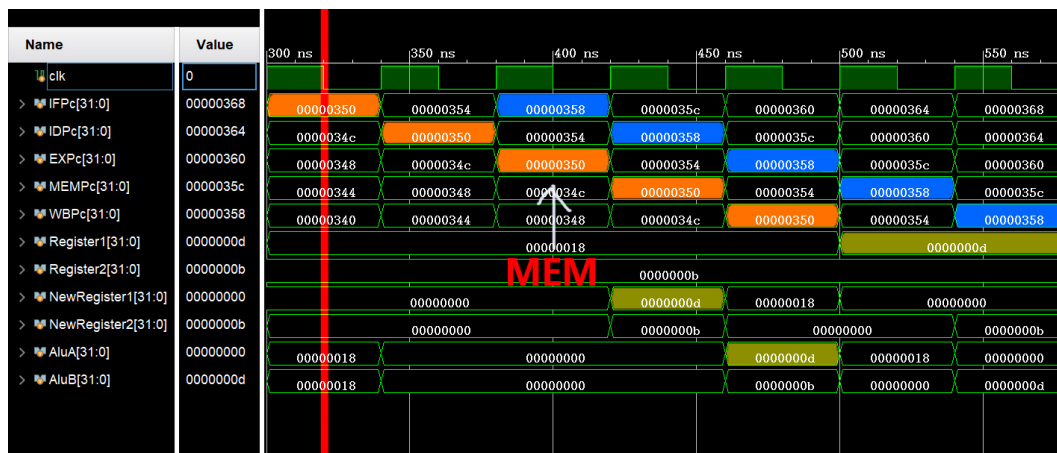 Name Value
300 ns 350 ns 400 ns 450 ns 500 ns 550 ns
clk 0
IFPc[31:0] 00000368 00000350 00000354 00000358 0000035c 00000360 00000364 00000368
IDPc[31:0] 00000364 0000034c 00000350 00000354 00000358 0000035c 00000360 00000364
EXPc[31:0] 00000360 00000348 0000034c 00000350 00000354 00000358 0000035c 00000360
MEMPc[31:0] 0000035c 00000344 00000348 0000034c 00000350 00000354 00000358 0000035c
WBPc[31:0] 00000358 00000340 00000344 00000348 0000034c 00000350 00000354 00000358
Register1[31:0] 0000000d 00000018 0000000d
Register2[31:0] 0000000b 0000000b
MEM
NewRegister1[31:0] 00000000 00000000 0000000d 00000018 00000000
NewRegister2[31:0] 0000000b 00000000 0000000b 00000000 0000000b
AluA[31:0] 00000000 00000018 00000000 0000000d 00000018 00000000
AluB[31:0] 0000000d 00000018 00000000 0000000b 00000000 0000000d